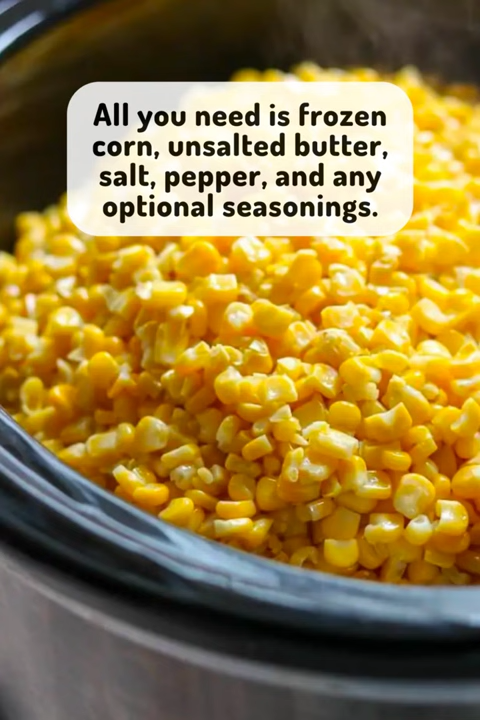 All you need is frozen
corn, unsalted butter,
salt, pepper, and any
optional seasonings.